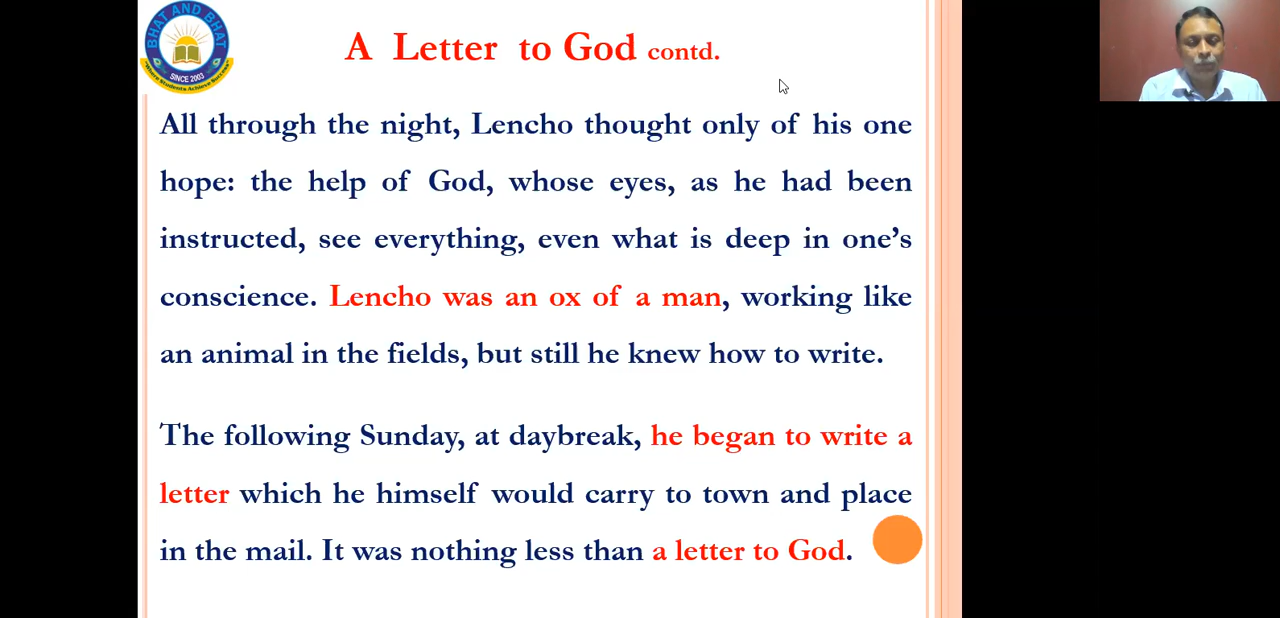 BHAT AND BHAT
SINCE 2003
"Where Students Achieve Success"
A Letter to God contd.
All through the night, Lencho thought only of his one
hope: the help of God, whose eyes, as he had been
instructed, see everything, even what is deep in one's
conscience. Lencho was an ox of a man, working like
an animal in the fields, but still he knew how to write.
The following Sunday, at daybreak, he began to write a
letter which he himself would carry to town and place
in the mail. It was nothing less than a letter to God.